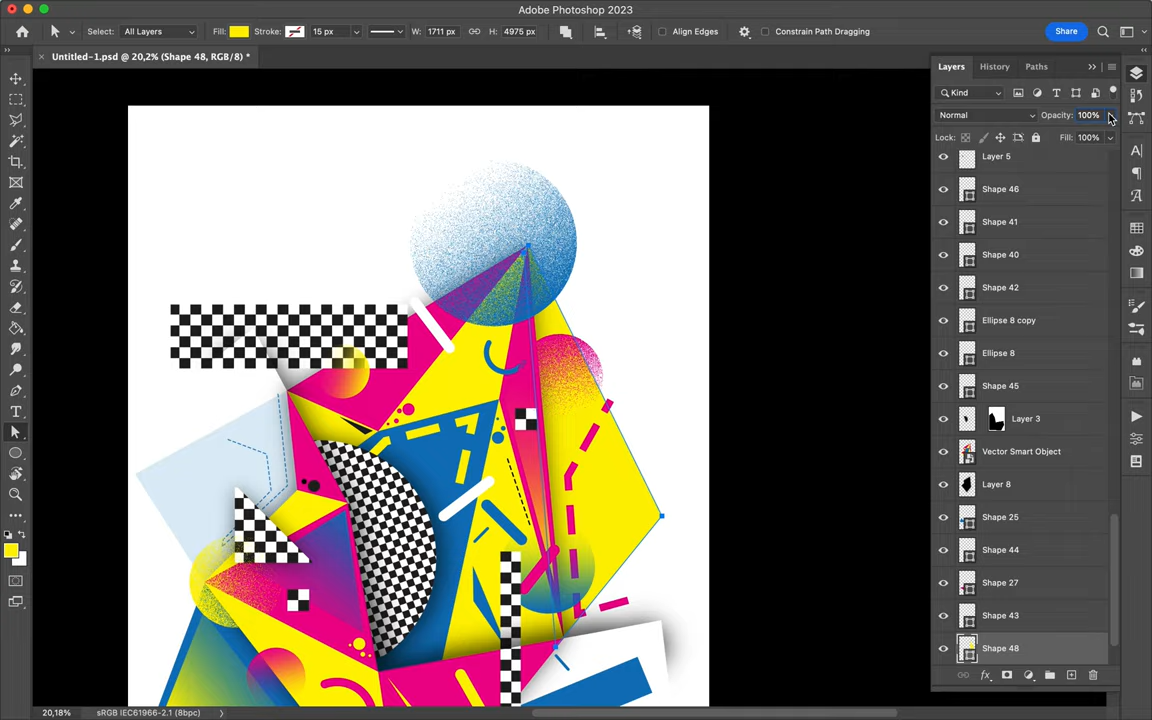 Adobe Photoshop 2023
Select: All Layers Fill: Stroke: 15 px W: 1711 px H: 4975 px Align Edges Constrain Path Dragging Share
Untitled-1.psd @ 20,2% (Shape 48, RGB/8) *
Layers History Paths
Kind
Normal Opacity: 100%
Lock: Fill: 100%
Layer 5
Shape 46
Shape 41
Shape 40
Shape 42
Ellipse 8 copy
Ellipse 8
Shape 45
Layer 3
Vector Smart Object
Layer 8
Shape 25
Shape 44
Shape 27
Shape 43
Shape 48
20,18% sRGB IEC61966-2.1 (8bpc)